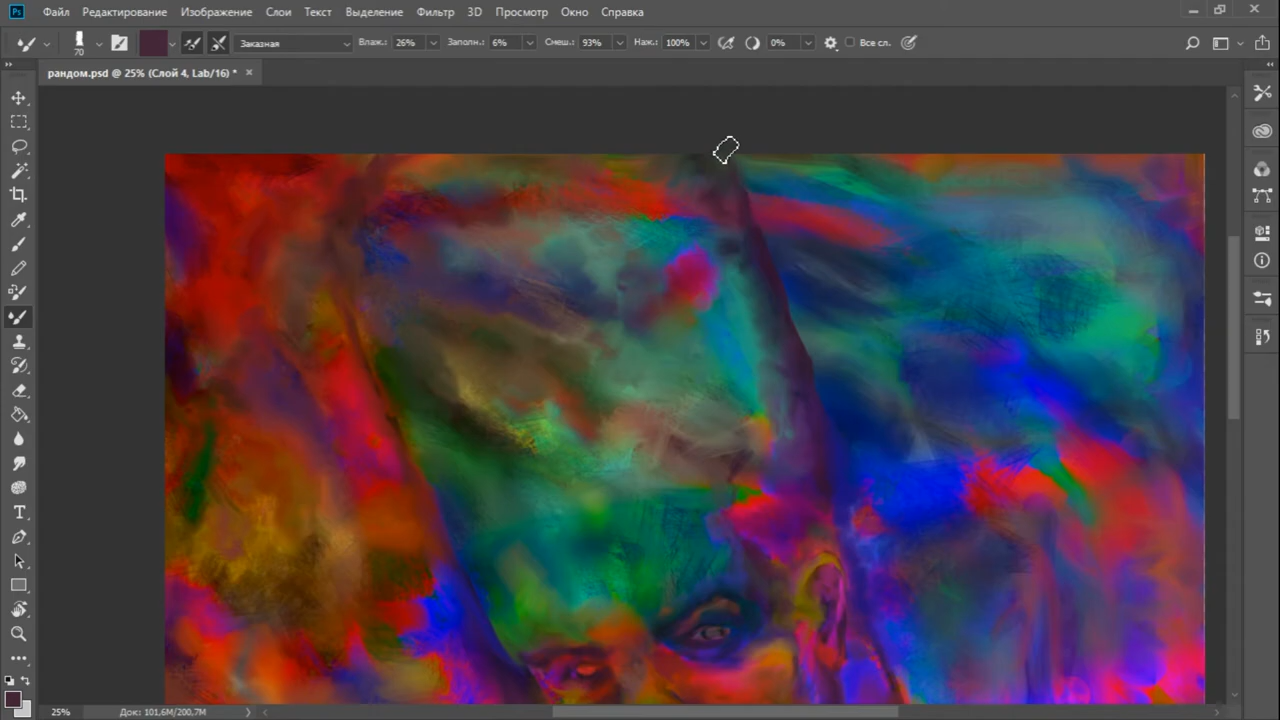 Ps Файл Редактирование Изображение Слои Текст Выделение Фильтр 3D Просмотр Окно Справка
70 Заказная Влаж.: 26% Заполн.: 6% Смеш.: 93% Наж.: 100% 0% Все сл.
рандом.psd @ 25% (Слой 4, Lab/16) *
25% Док: 101,6M/200,7M